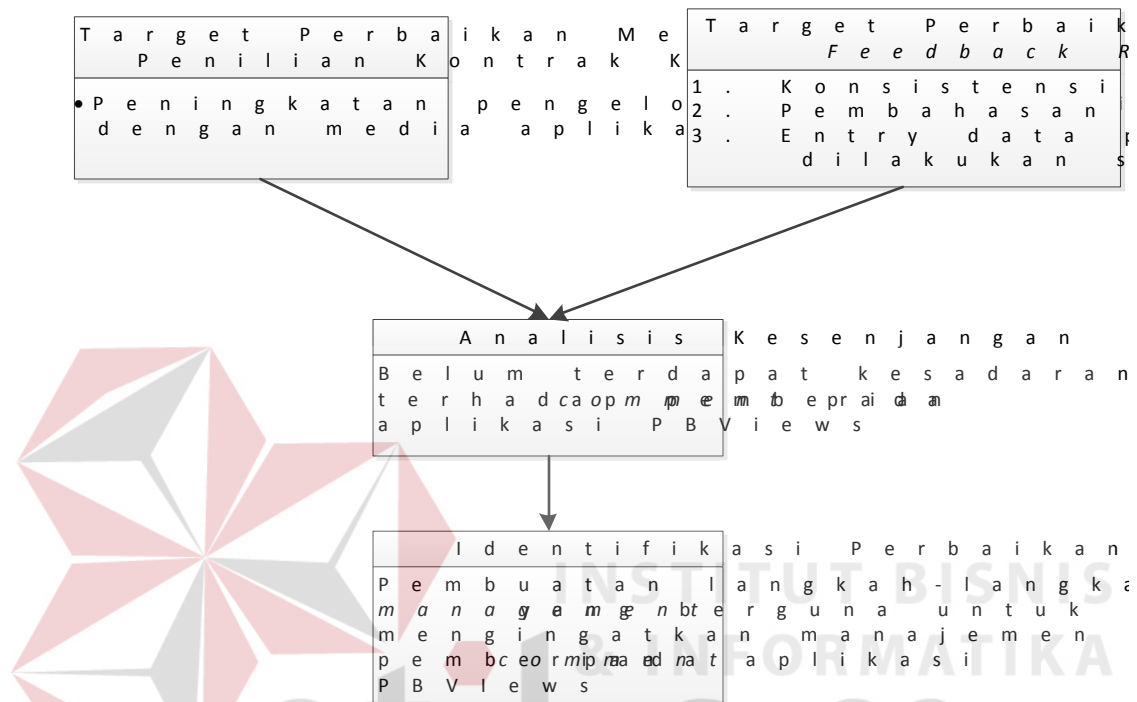 Target Perbaikan Me
Penilian Kontrak K
•Peningkatan pengelo
dengan media aplika
Target Perbaik
Feedback R
1. Konsistensi
2. Pembahasan
3. Entry data p
dilakukan s
Analisis Kesenjangan
Belum terdapat kesadaran
terhadap
aplikasi PBViews
Identifikasi Perbaikan
Pembuatan langkah-langka
berguna untuk
mengingatkan manajemen
aplikasi
PBVIews
INSTITUT BISNIS
& INFORMATIKA